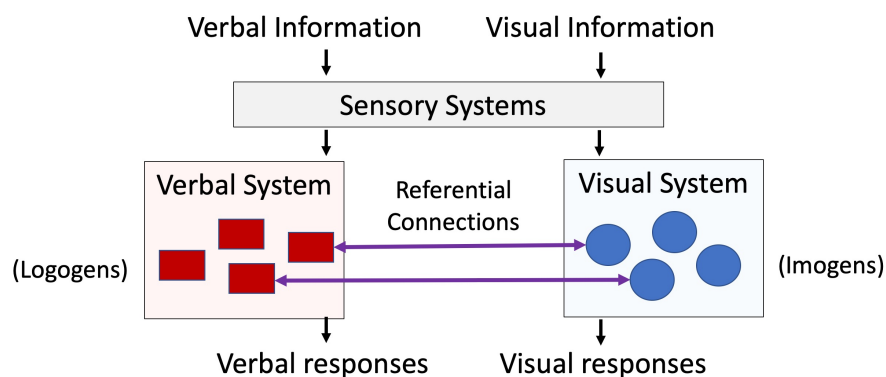 Verbal Information
Visual Information
Sensory Systems
Verbal System
Visual System
Referential
Connections
(Logogens)
(Imogens)
Verbal responses
Visual responses